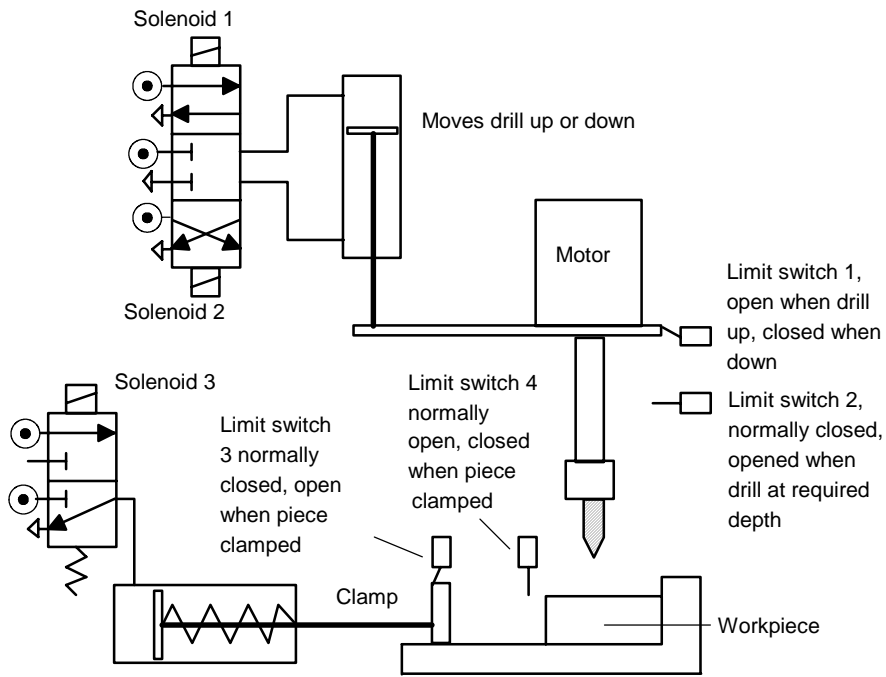 Solenoid 1
Moves drill up or down
Motor
Limit switch 1,
open when drill
up, closed when
down
Solenoid 2
Solenoid 3
Limit switch
3 normally
closed, open
when piece
clamped
Limit switch 4
normally
open, closed
when piece
clamped
Limit switch 2,
normally closed,
opened when
drill at required
depth
Clamp
Workpiece